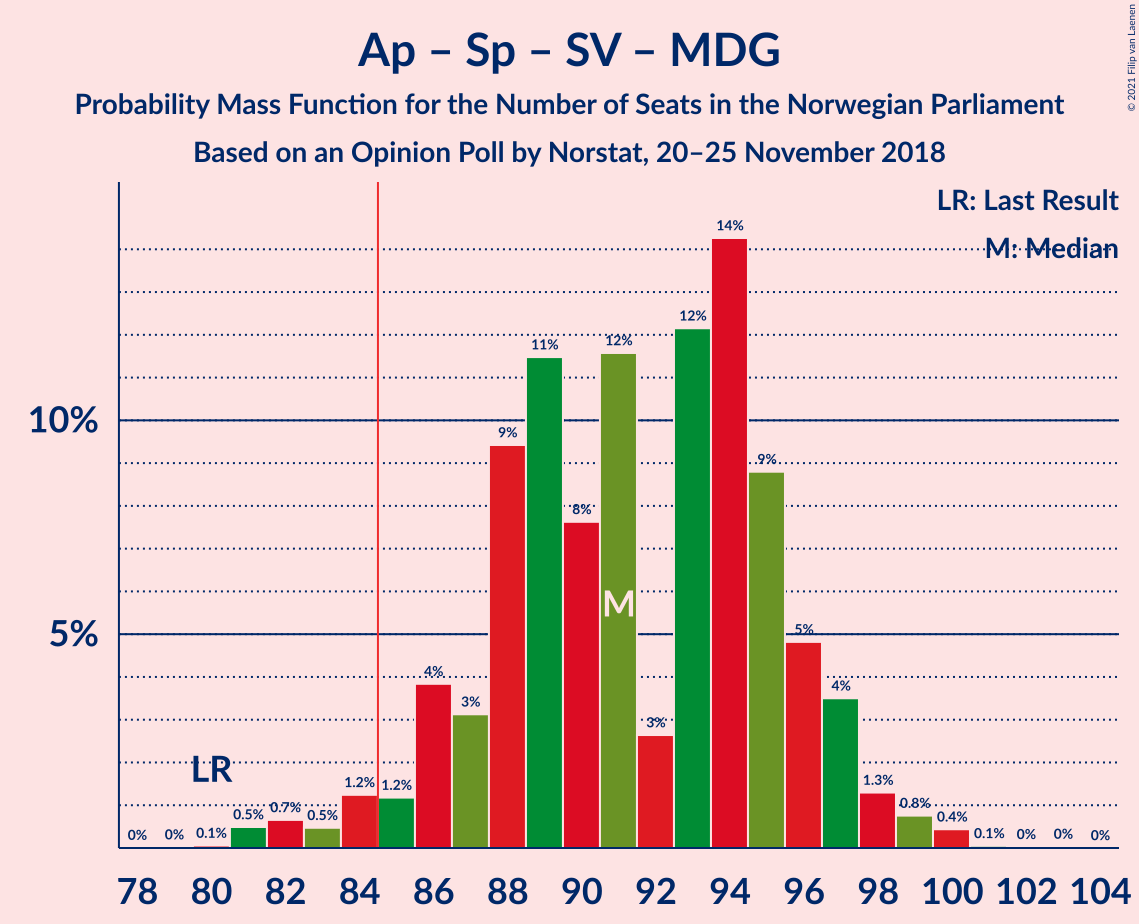 Ap – Sp – SV – MDG
Probability Mass Function for the Number of Seats in the Norwegian Parliament
Based on an Opinion Poll by Norstat, 20–25 November 2018
© 2021 Filip van Laenen
LR: Last Result
M: Median
10%
5%
LR
M
0% 0% 0.1% 0.5% 0.7% 0.5% 1.2% 1.2% 4% 3% 9% 11% 8% 12% 3% 12% 14% 9% 5% 4% 1.3% 0.8% 0.4% 0.1% 0% 0% 0%
78 80 82 84 86 88 90 92 94 96 98 100 102 104